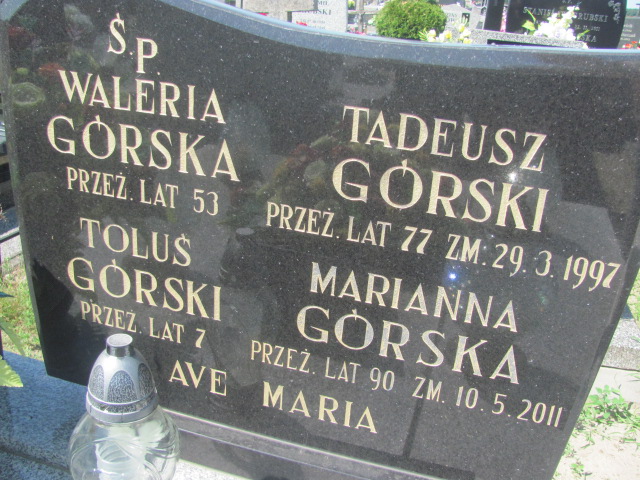 Ś.P.
WALERIA
GÓRSKA
PRZEŻ. LAT 53
TOLUŚ
GÓRSKI
PRZEŻ. LAT 7
TADEUSZ
GÓRSKI
PRZEŻ. LAT 77 ZM. 29.3.1997
MARIANNA
GÓRSKA
PRZEŻ. LAT 90 ZM. 10.5.2011
AVE MARIA